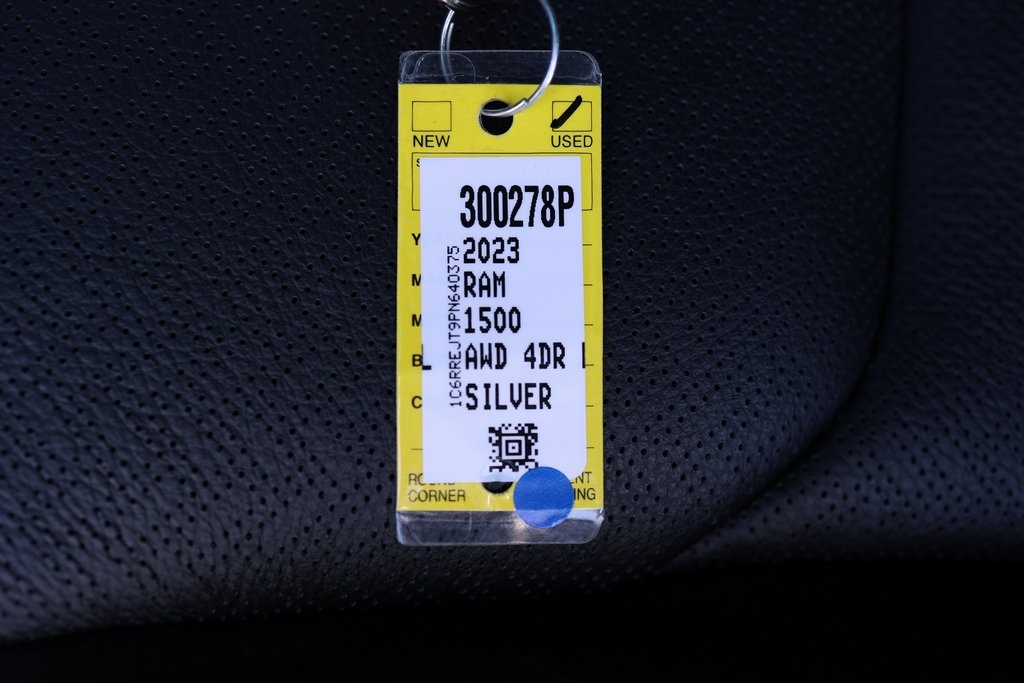 NEW USED
300278P
2023
RAM
1500
AWD 4DR
SILVER
1C6RREJT9PN640375
CORNER